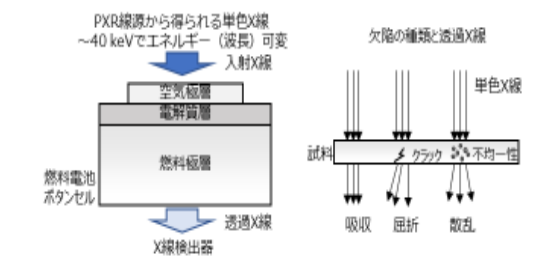 PXR線源から得られる単色X線
～40 keVでエネルギー（波長）可変
入射X線
空気極層
電解質層
燃料極層
燃料電池
ボタンセル
透過X線
X線検出器
欠陥の種類と透過X線
単色X線
試料
クラック
不均一性
吸収
屈折
散乱